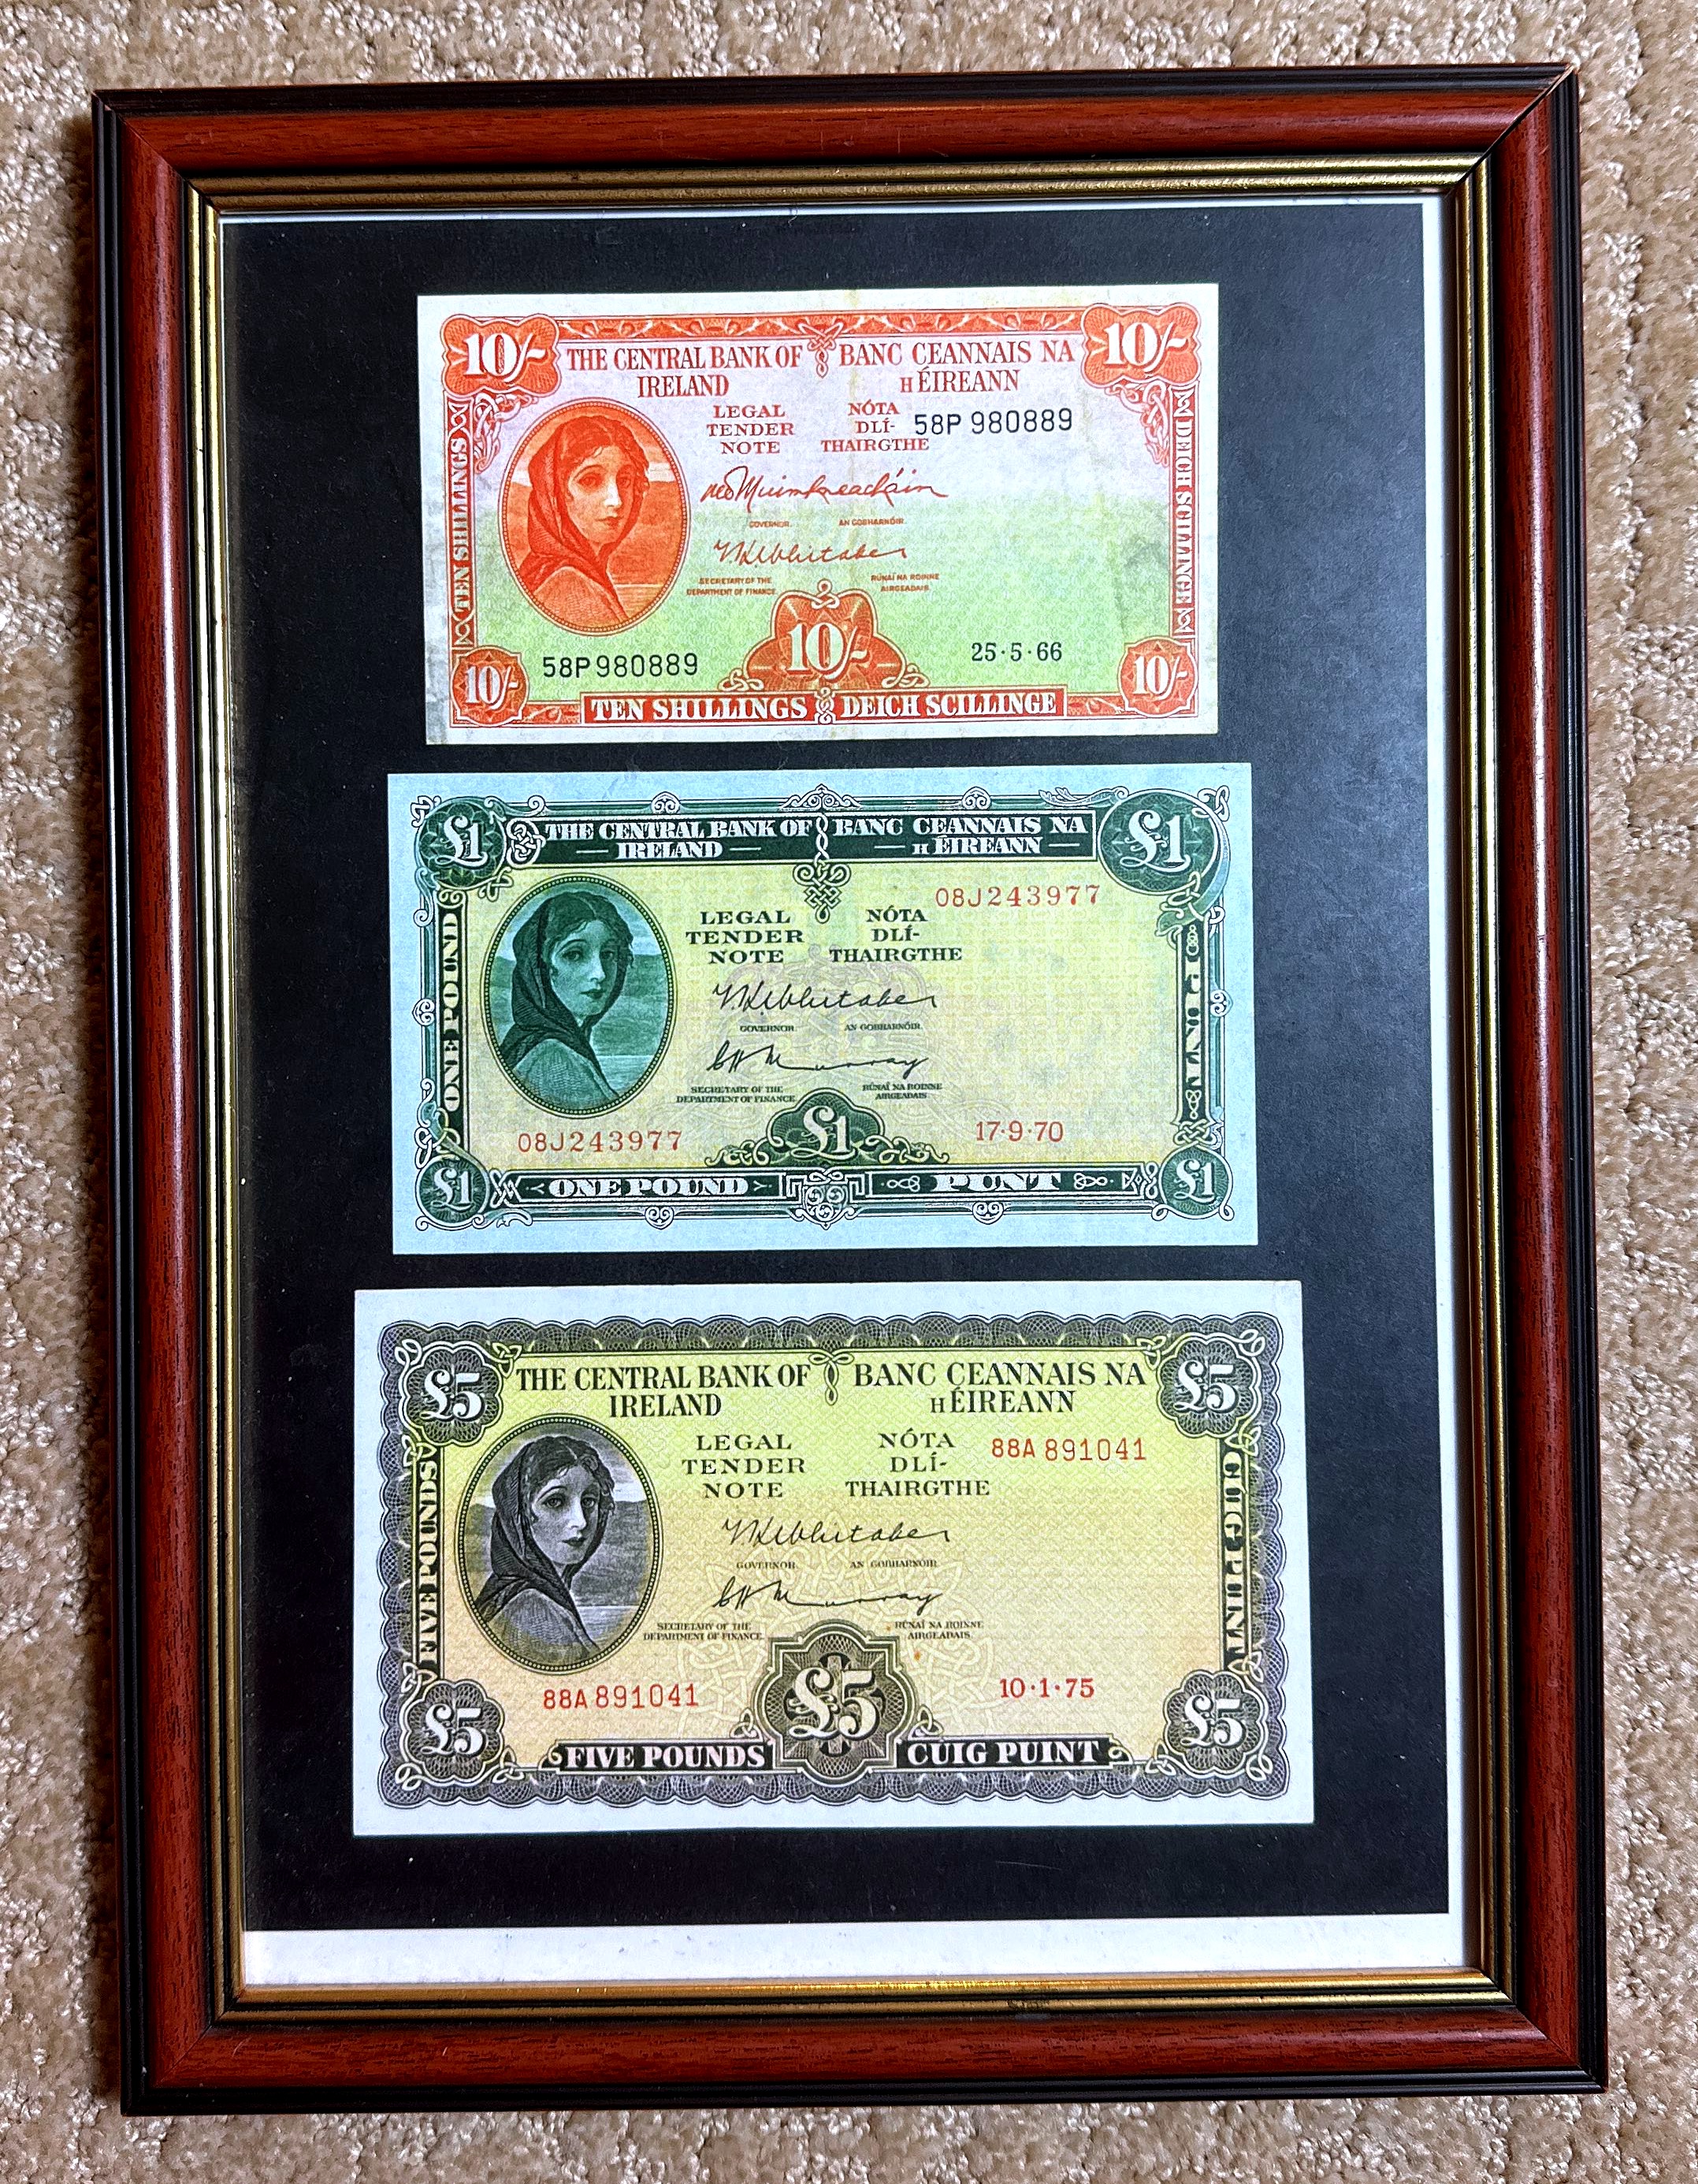 10/- THE CENTRAL BANK OF BANC CEANNAIS NA 10/-
IRELAND hÉIREANN
LEGAL NÓTA 58P 980889
TENDER DLÍ-
NOTE THAIRGTHE
TEN SHILLINGS
DEICH SCILLINGE
GOVERNOR. AN GOBHARNÓIR.
T.K. Whitaker
SECRETARY OF THE RÚNAÍ NA ROINNE
DEPARTMENT OF FINANCE. AIRGEADAIS.
58P 980889 10/- 25·5·66
10/- TEN SHILLINGS DEICH SCILLINGE 10/-
£1 THE CENTRAL BANK OF BANC CEANNAIS NA £1
IRELAND hÉIREANN
08J243977
LEGAL NÓTA
TENDER DLÍ-
NOTE THAIRGTHE
ONE POUND
PUNT
T.K. Whitaker
GOVERNOR. AN GOBHARNÓIR.
C H Murray
SECRETARY OF THE RÚNAÍ NA ROINNE
DEPARTMENT OF FINANCE. AIRGEADAIS.
08J243977 £1 17·9·70
£1 ONE POUND PUNT £1
£5 THE CENTRAL BANK OF BANC CEANNAIS NA £5
IRELAND hÉIREANN
LEGAL NÓTA 88A 891041
TENDER DLÍ-
NOTE THAIRGTHE
FIVE POUNDS
CUIG PUINT
T.K. Whitaker
GOVERNOR. AN GOBHARNÓIR.
C H Murray
SECRETARY OF THE RÚNAÍ NA ROINNE
DEPARTMENT OF FINANCE. AIRGEADAIS.
88A 891041 £5 10·1·75
£5 FIVE POUNDS CUIG PUINT £5